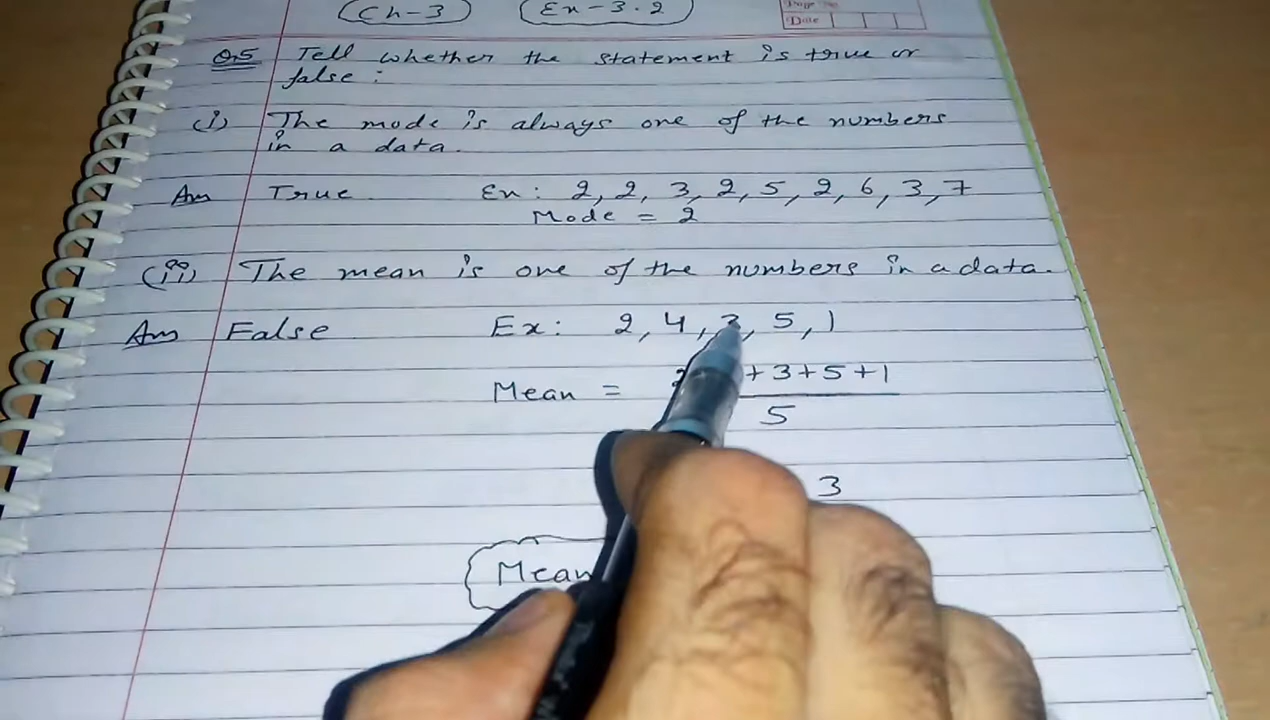 Ch-3 Ex-3.2
Date
Q.5 Tell whether the statement is true or
false:
(i) The mode is always one of the numbers
in a data.
Ans True. Ex: 2, 2, 3, 2, 5, 2, 6, 3, 7
Mode = 2
(ii) The mean is one of the numbers in a data.
Ans False Ex: 2, 4, 3, 5, 1
Mean = + 3 + 5 + 1
5
3
Mean